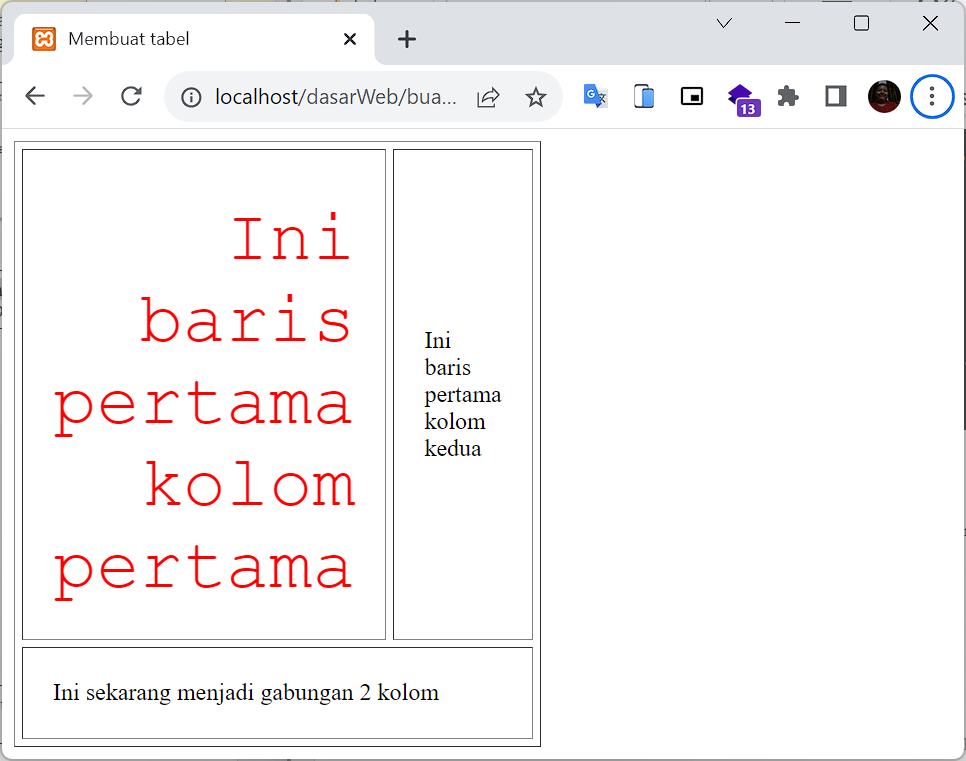 Membuat tabel
localhost/dasarWeb/bua...
13
Ini
baris
pertama
kolom
pertama
Ini
baris
pertama
kolom
kedua
Ini sekarang menjadi gabungan 2 kolom